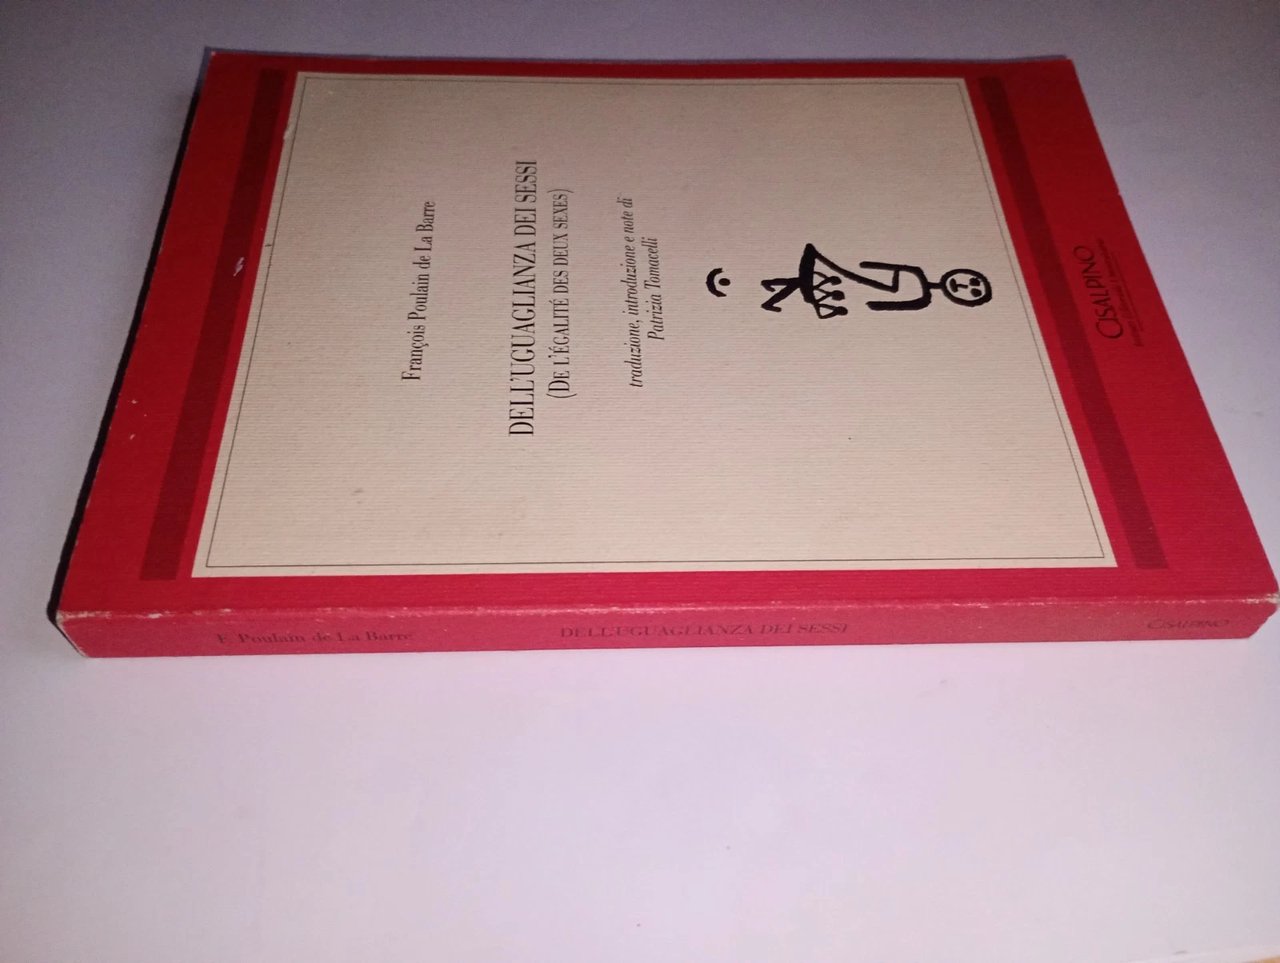 François Poulain de La Barre
DELL'UGUAGLIANZA DEI SESSI
(DE L'ÉGALITÉ DES DEUX SEXES)
traduzione, introduzione e note di
Patrizia Tomacelli
CISALPINO
F. Poulain de La Barre
DELL'UGUAGLIANZA DEI SESSI
CISALPINO